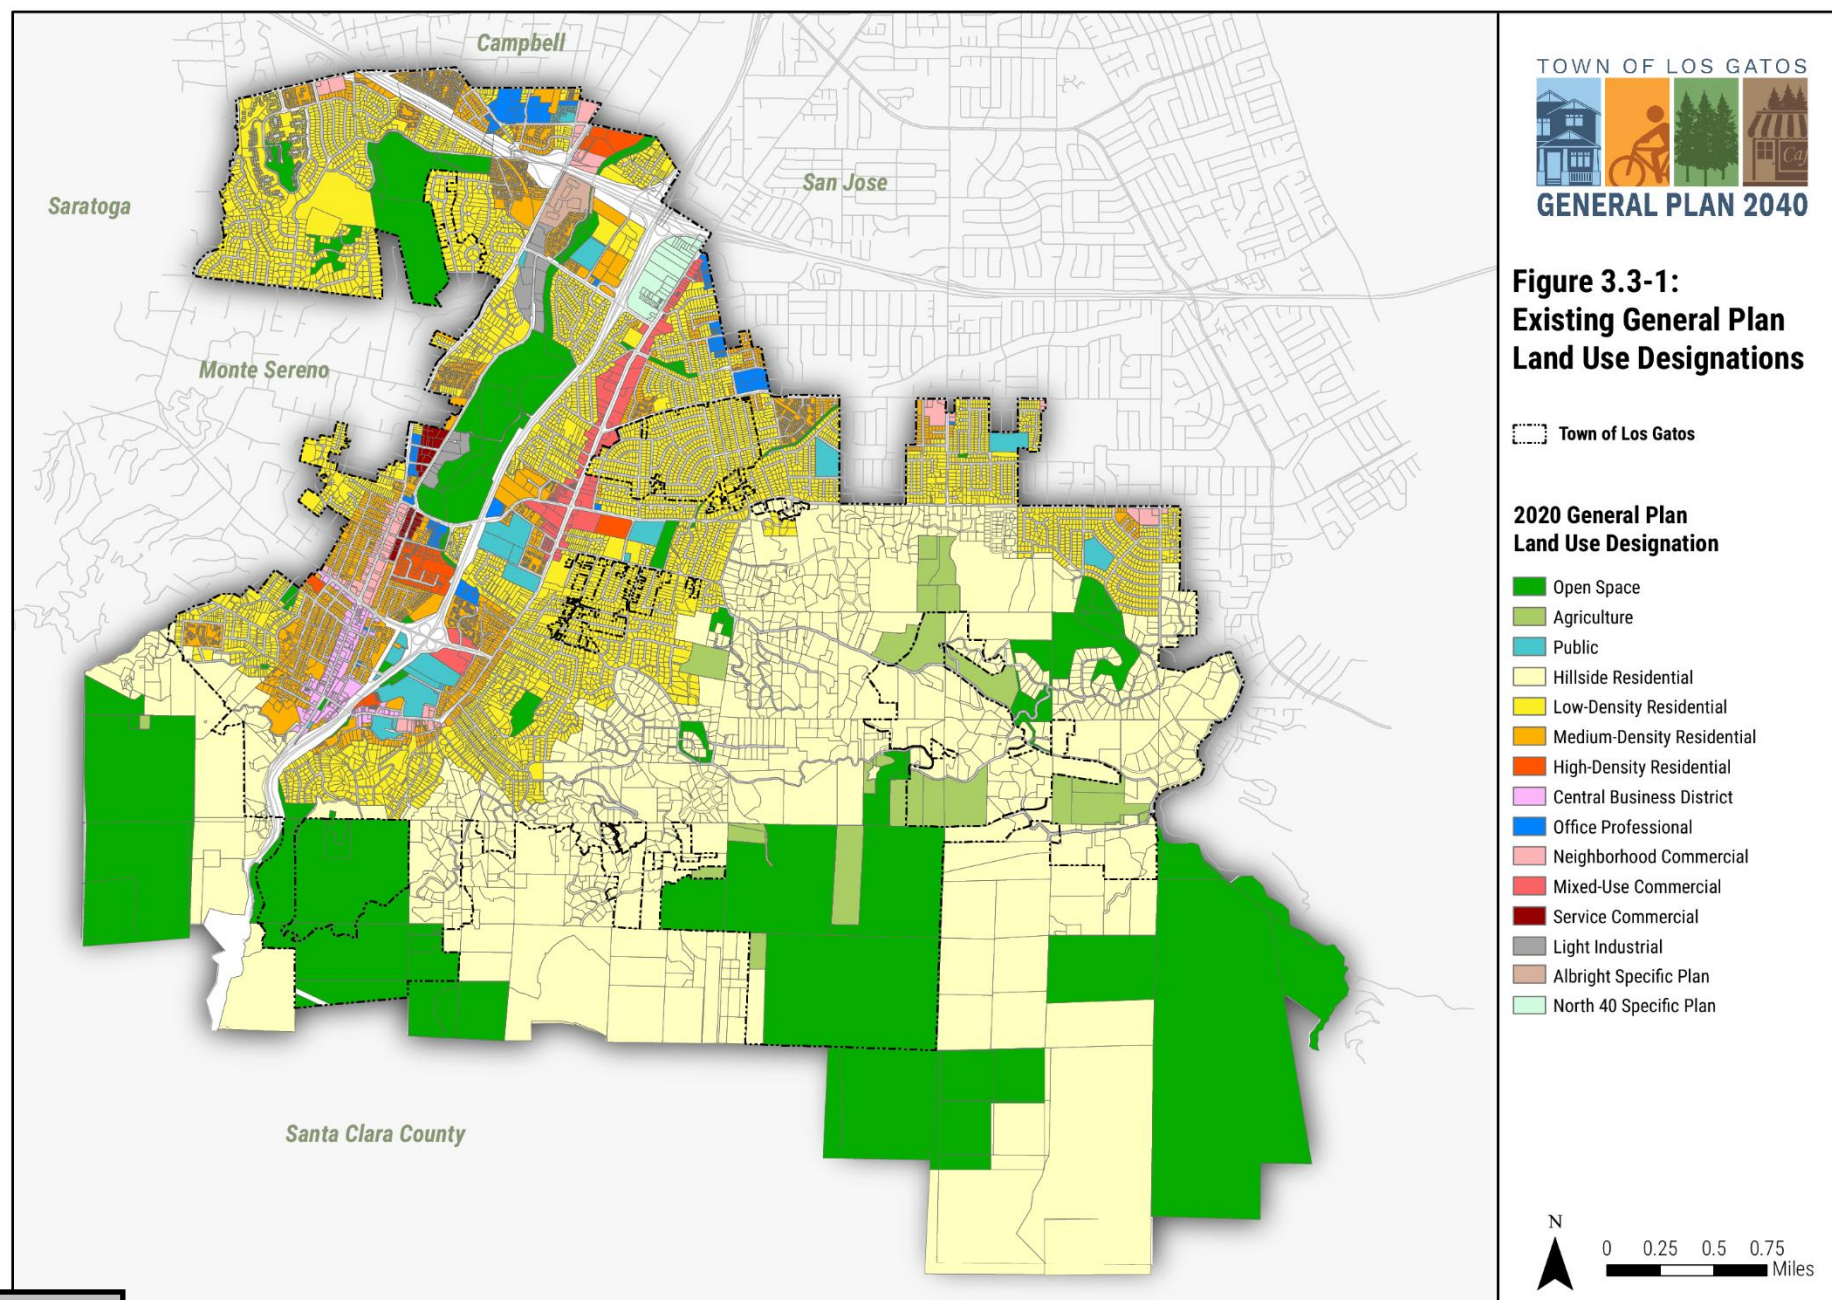 Campbell
San Jose
Saratoga
Monte Sereno
Santa Clara County
TOWN OF LOS GATOS
Caf
GENERAL PLAN 2040
Figure 3.3-1:
Existing General Plan
Land Use Designations
Town of Los Gatos
2020 General Plan
Land Use Designation
Open Space
Agriculture
Public
Hillside Residential
Low-Density Residential
Medium-Density Residential
High-Density Residential
Central Business District
Office Professional
Neighborhood Commercial
Mixed-Use Commercial
Service Commercial
Light Industrial
Albright Specific Plan
North 40 Specific Plan
N
0 0.25 0.5 0.75
Miles